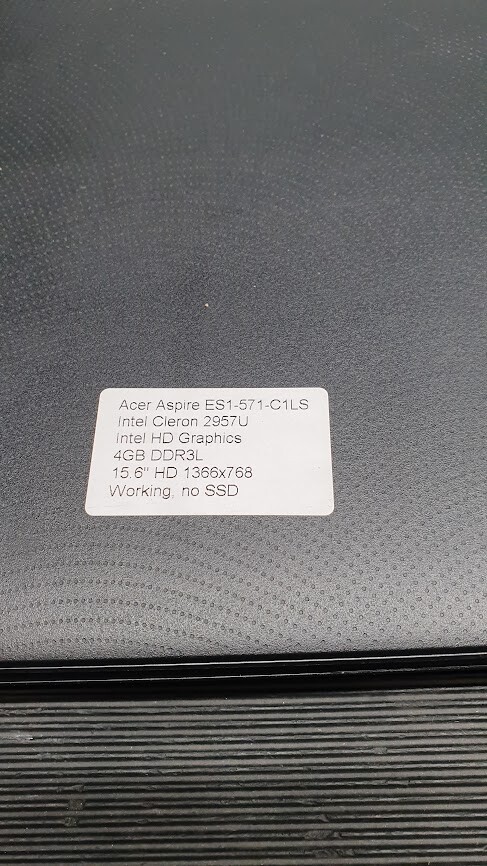 Acer Aspire ES1-571-C1LS
Intel Cleron 2957U
Intel HD Graphics
4GB DDR3L
15.6" HD 1366x768
Working, no SSD